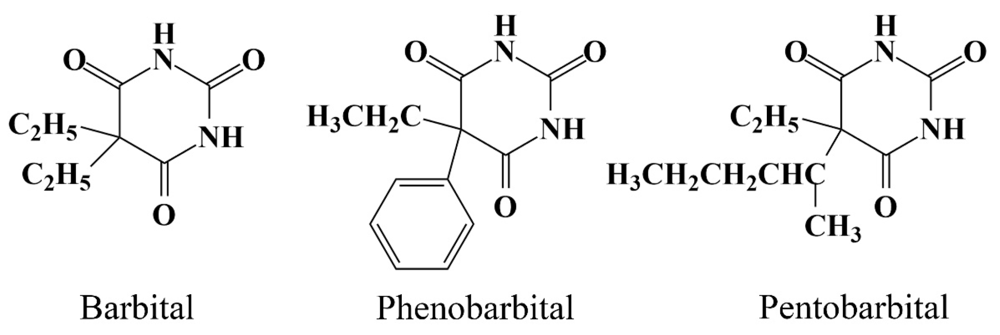 H
N
O
O
C₂H₅
NH
C₂H₅
O
Barbital
H
N
O
O
H₃CH₂C
NH
O
Phenobarbital
H
N
O
O
C₂H₅
NH
H₃CH₂CH₂CHC
O
CH₃
Pentobarbital